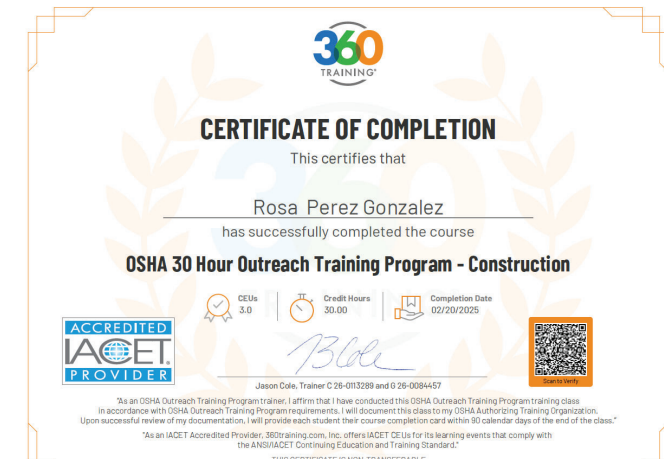 360
TRAINING®
CERTIFICATE OF COMPLETION
This certifies that
Rosa Perez Gonzalez
has successfully completed the course
OSHA 30 Hour Outreach Training Program - Construction
CEUs
3.0
Credit Hours
30.00
Completion Date
02/20/2025
ACCREDITED
IACET
PROVIDER
Scan to Verify
Jason Cole, Trainer C 26-0113289 and G 26-0084457
"As an OSHA Outreach Training Program trainer, I affirm that I have conducted this OSHA Outreach Training Program training class
in accordance with OSHA Outreach Training Program requirements. I will document this class to my OSHA Authorizing Training Organization.
Upon successful review of my documentation, I will provide each student their course completion card within 90 calendar days of the end of the class."
"As an IACET Accredited Provider, 360training.com, Inc. offers IACET CEUs for its learning events that comply with
the ANSI/IACET Continuing Education and Training Standard."
THIS CERTIFICATE IS NON-TRANSFERABLE